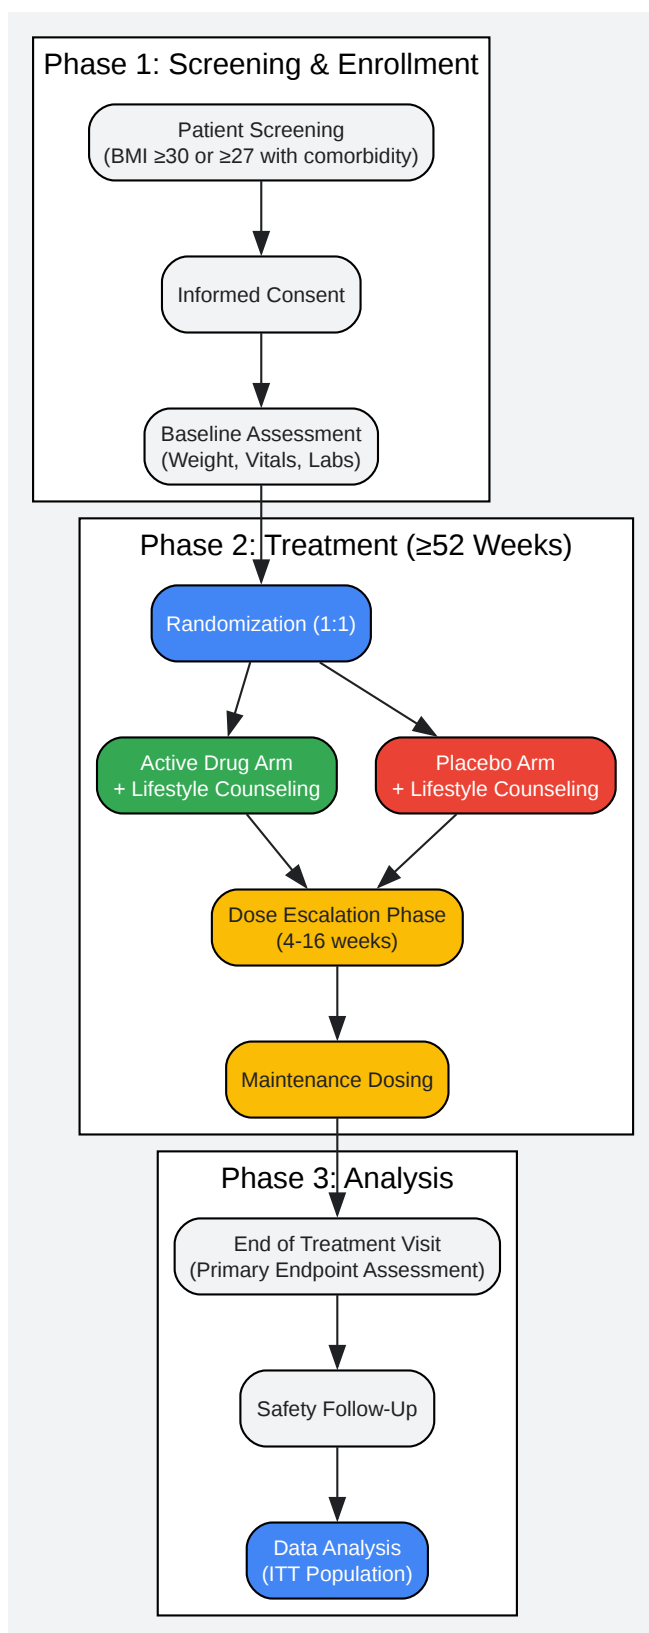 Phase 1: Screening & Enrollment
Patient Screening
(BMI ≥30 or ≥27 with comorbidity)
Informed Consent
Baseline Assessment
(Weight, Vitals, Labs)
Phase 2: Treatment (≥52 Weeks)
Randomization (1:1)
Active Drug Arm
+ Lifestyle Counseling
Placebo Arm
+ Lifestyle Counseling
Dose Escalation Phase
(4-16 weeks)
Maintenance Dosing
Phase 3: Analysis
End of Treatment Visit
(Primary Endpoint Assessment)
Safety Follow-Up
Data Analysis
(ITT Population)